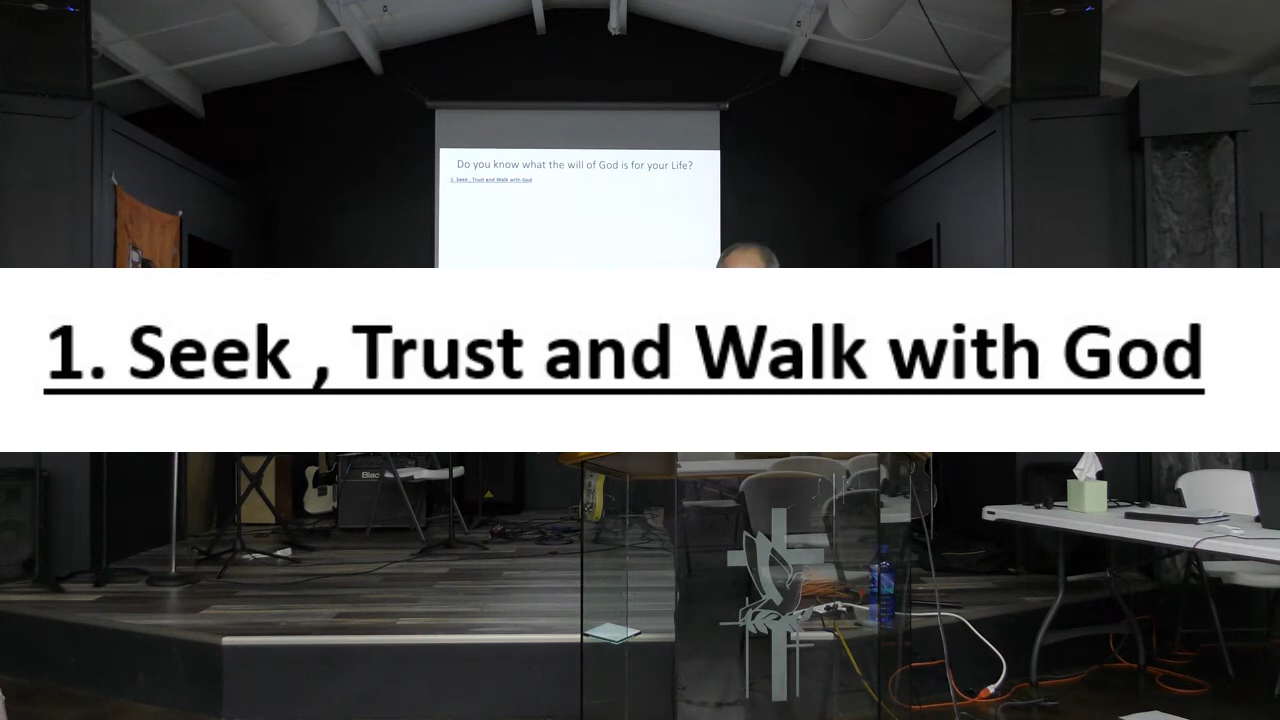 Do you know what the will of God is for your Life?
1. Seek , Trust and Walk with God
1. Seek , Trust and Walk with God
Blac